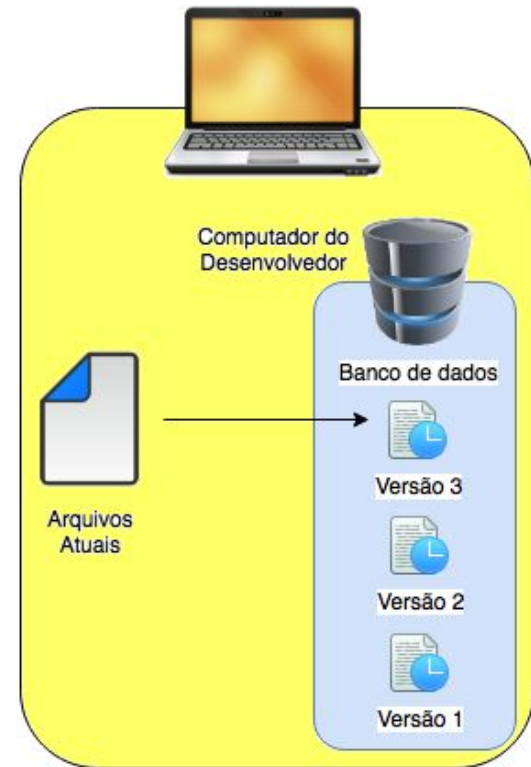 Computador do
Desenvolvedor
Banco de dados
Arquivos
Atuais
Versão 3
Versão 2
Versão 1